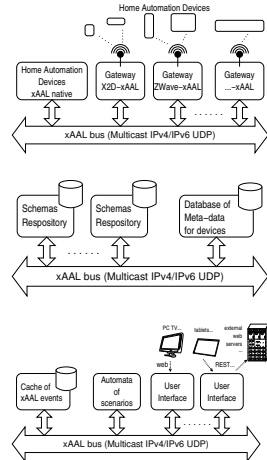 Home Automation Devices
Home Automation
Devices
xAAL native
Gateway
X2D-xAAL
Gateway
ZWave-xAAL
Gateway
...-xAAL
......
xAAL bus (Multicast IPv4/IPv6 UDP)
Schemas
Respository
Schemas
Respository
Database of
Meta-data
for devices
......
xAAL bus (Multicast IPv4/IPv6 UDP)
PC TV...
tablets...
external
web
servers
...
web
REST...
Cache of
xAAL events
Automata
of
scenarios
User
Interface
User
Interface
......
xAAL bus (Multicast IPv4/IPv6 UDP)